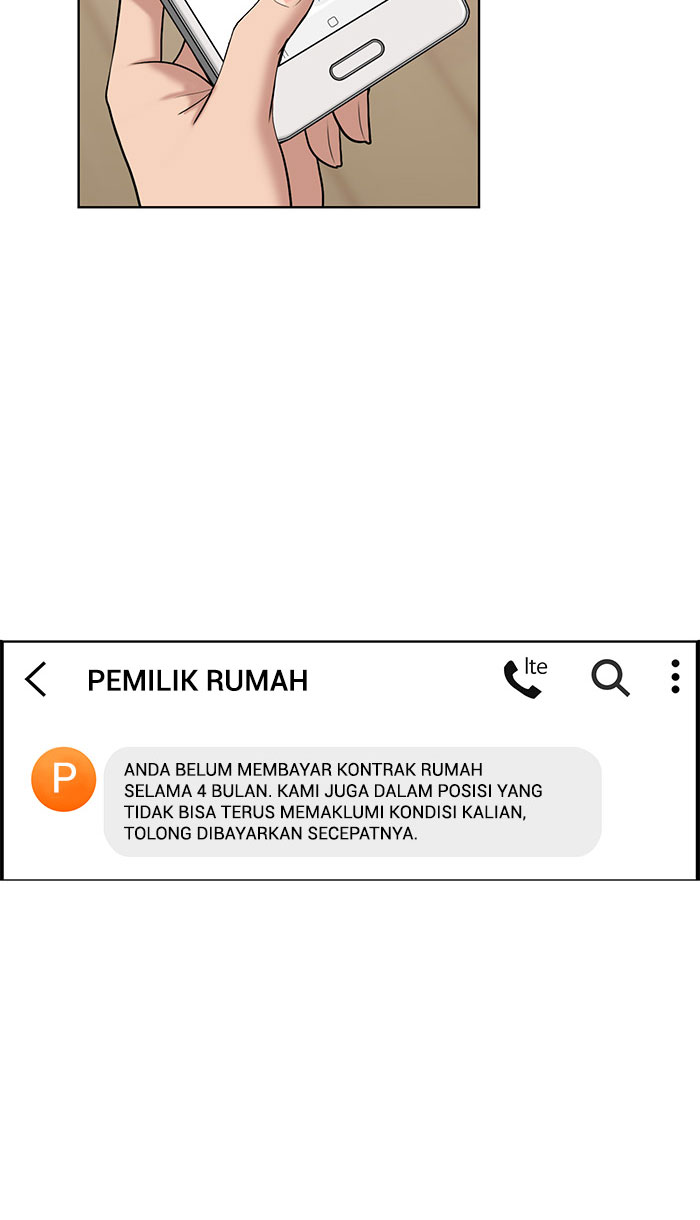 PEMILIK RUMAH
lte
P
ANDA BELUM MEMBAYAR KONTRAK RUMAH
SELAMA 4 BULAN. KAMI JUGA DALAM POSISI YANG
TIDAK BISA TERUS MEMAKLUMI KONDISI KALIAN,
TOLONG DIBAYARKAN SECEPATNYA.